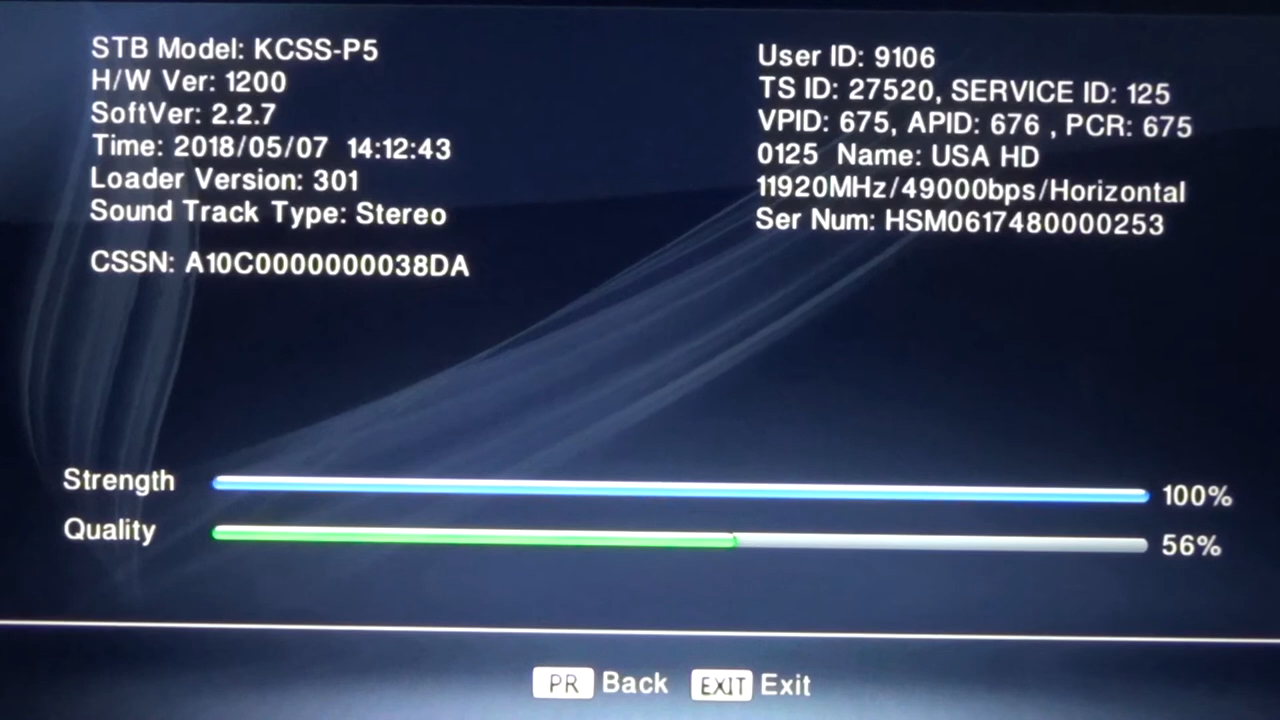 STB Model: KCSS-P5
H/W Ver: 1200
SoftVer: 2.2.7
Time: 2018/05/07 14:12:43
Loader Version: 301
Sound Track Type: Stereo
CSSN: A10C0000000038DA
User ID: 9106
TS ID: 27520, SERVICE ID: 125
VPID: 675, APID: 676 , PCR: 675
0125 Name: USA HD
11920MHz/49000bps/Horizontal
Ser Num: HSM0617480000253
Strength 100%
Quality 56%
PR Back EXIT Exit